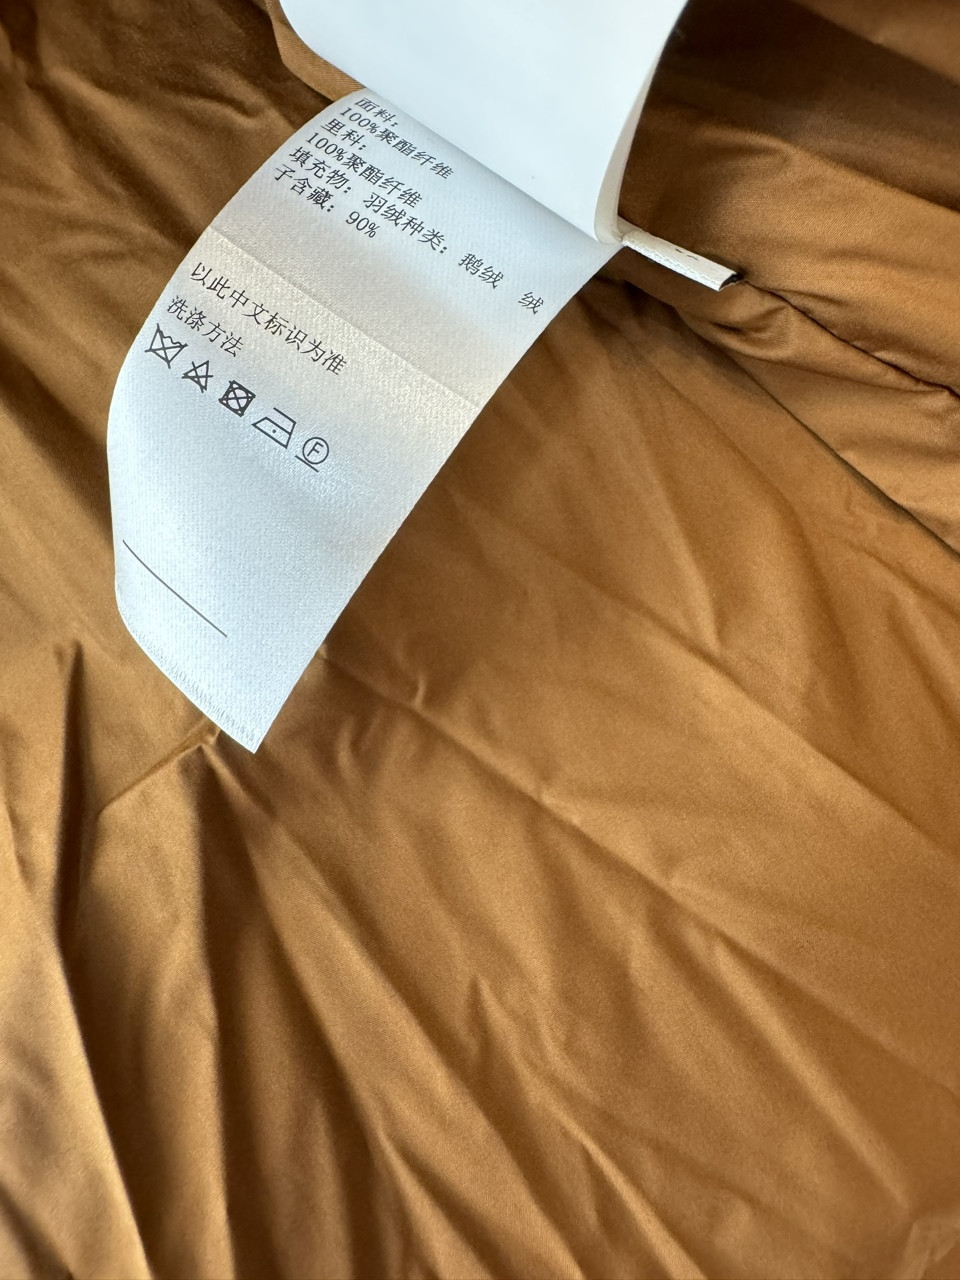 面料：
100%聚酯纤维
里料：
100%聚酯纤维
填充物：羽绒种类：鹅绒 绒
子含藏：90%
以此中文标识为准
洗涤方法
F